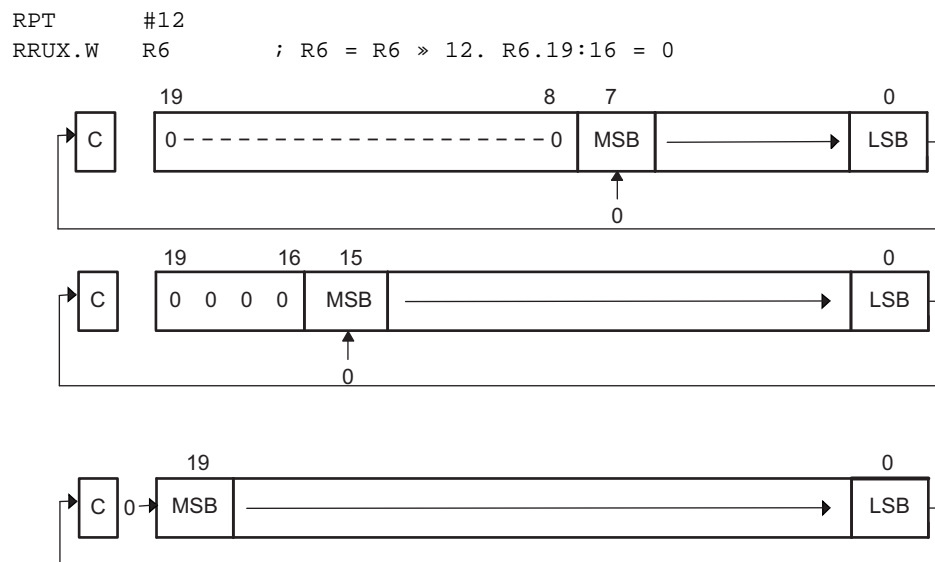 RPT #12
RRUX.W R6 ; R6 = R6 » 12. R6.19:16 = 0
19 8 7 0
C 0 0 MSB LSB
0
19 16 15 0
C 0 0 0 0 MSB LSB
0
19 0
C 0 MSB LSB